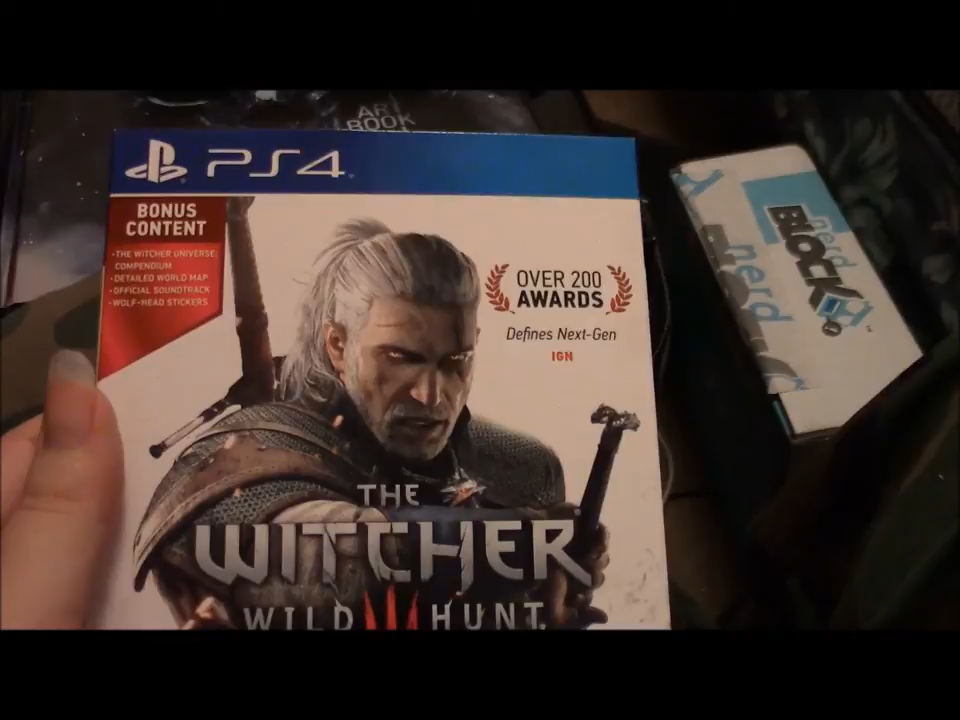 ART
BOOK
PS4
BONUS
CONTENT
•THE WITCHER UNIVERSE:
COMPENDIUM
•DETAILED WORLD MAP
•OFFICIAL SOUNDTRACK
•WOLF-HEAD STICKERS
OVER 200
AWARDS
Defines Next-Gen
IGN
THE
WITCHER
WILD HUNT
nerd
BLOCK
nerd